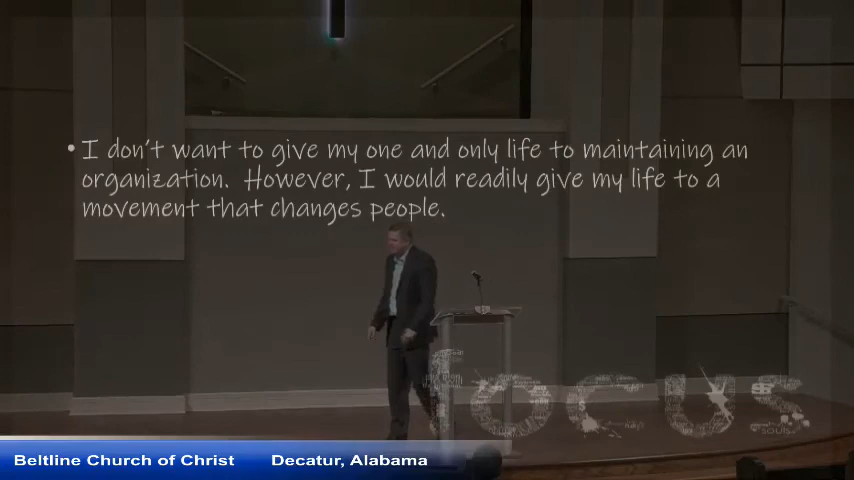 • I don't want to give my one and only life to maintaining an
organization. However, I would readily give my life to a
movement that changes people.
focus
Beltline Church of Christ Decatur, Alabama